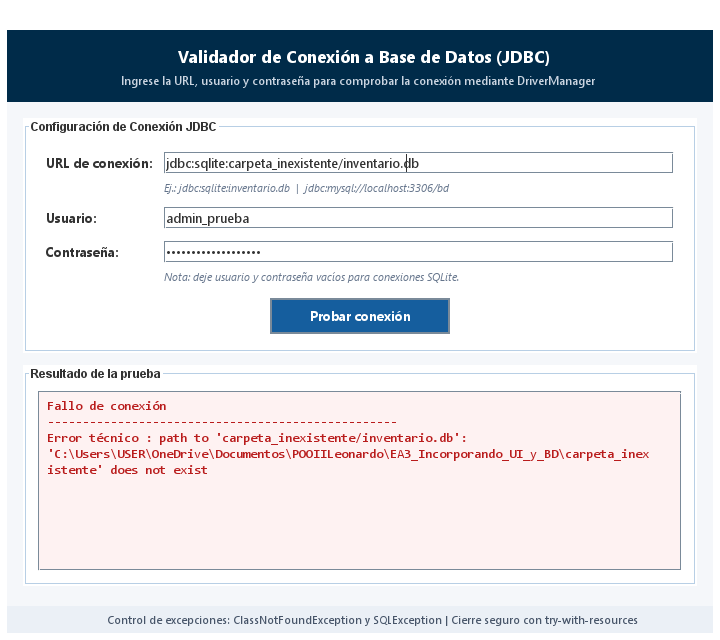 Validador de Conexión a Base de Datos (JDBC)
Ingrese la URL, usuario y contraseña para comprobar la conexión mediante DriverManager
Configuración de Conexión JDBC
URL de conexión: jdbc:sqlite:carpeta_inexistente/inventario.db
Ej.: jdbc:sqlite:inventario.db | jdbc:mysql://localhost:3306/bd
Usuario: admin_prueba
Contraseña: •••••••••••••••••••
Nota: deje usuario y contraseña vacíos para conexiones SQLite.
Probar conexión
Resultado de la prueba
Fallo de conexión
------------------------------------------------
Error técnico : path to 'carpeta_inexistente/inventario.db':
'C:\Users\USER\OneDrive\Documentos\POOIILeonardo\EA3_Incorporando_UI_y_BD\carpeta_inex
istente' does not exist
Control de excepciones: ClassNotFoundException y SQLException | Cierre seguro con try-with-resources